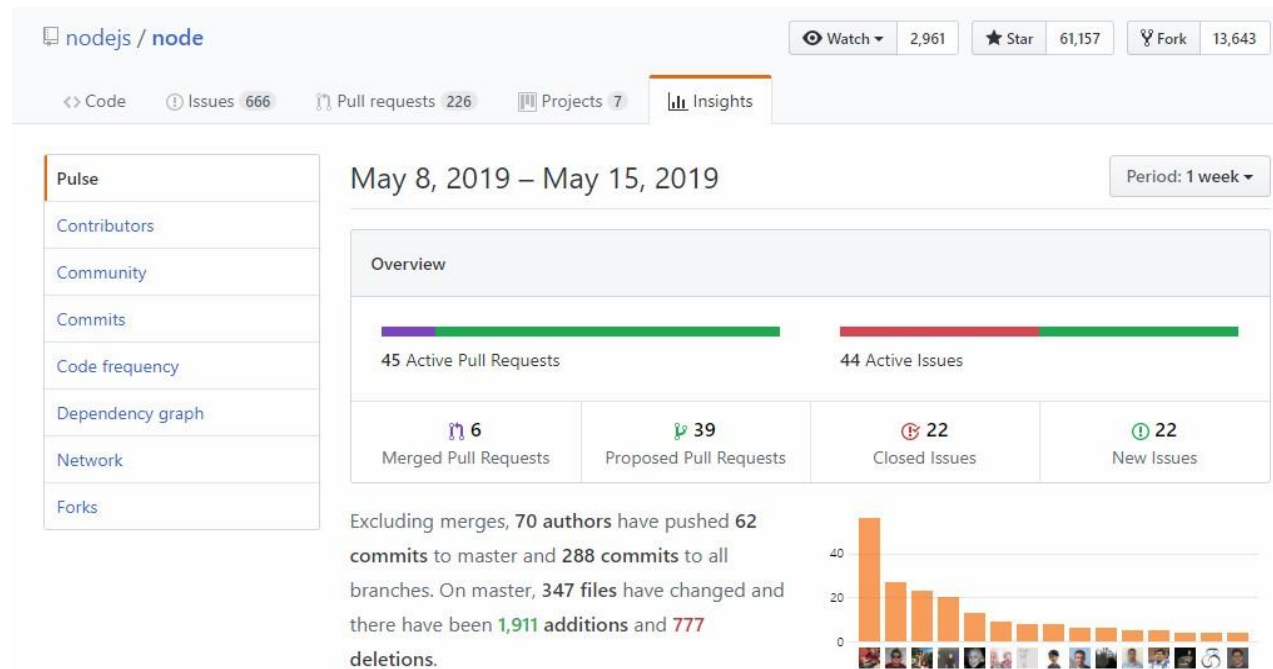 nodejs / node
Watch 2,961 Star 61,157 Fork 13,643
<> Code Issues 666 Pull requests 226 Projects 7 Insights
Pulse
Contributors
Community
Commits
Code frequency
Dependency graph
Network
Forks
May 8, 2019 – May 15, 2019
Period: 1 week
Overview
45 Active Pull Requests
44 Active Issues
6
Merged Pull Requests
39
Proposed Pull Requests
22
Closed Issues
22
New Issues
Excluding merges, 70 authors have pushed 62
commits to master and 288 commits to all
branches. On master, 347 files have changed and
there have been 1,911 additions and 777
deletions.
40
20
0